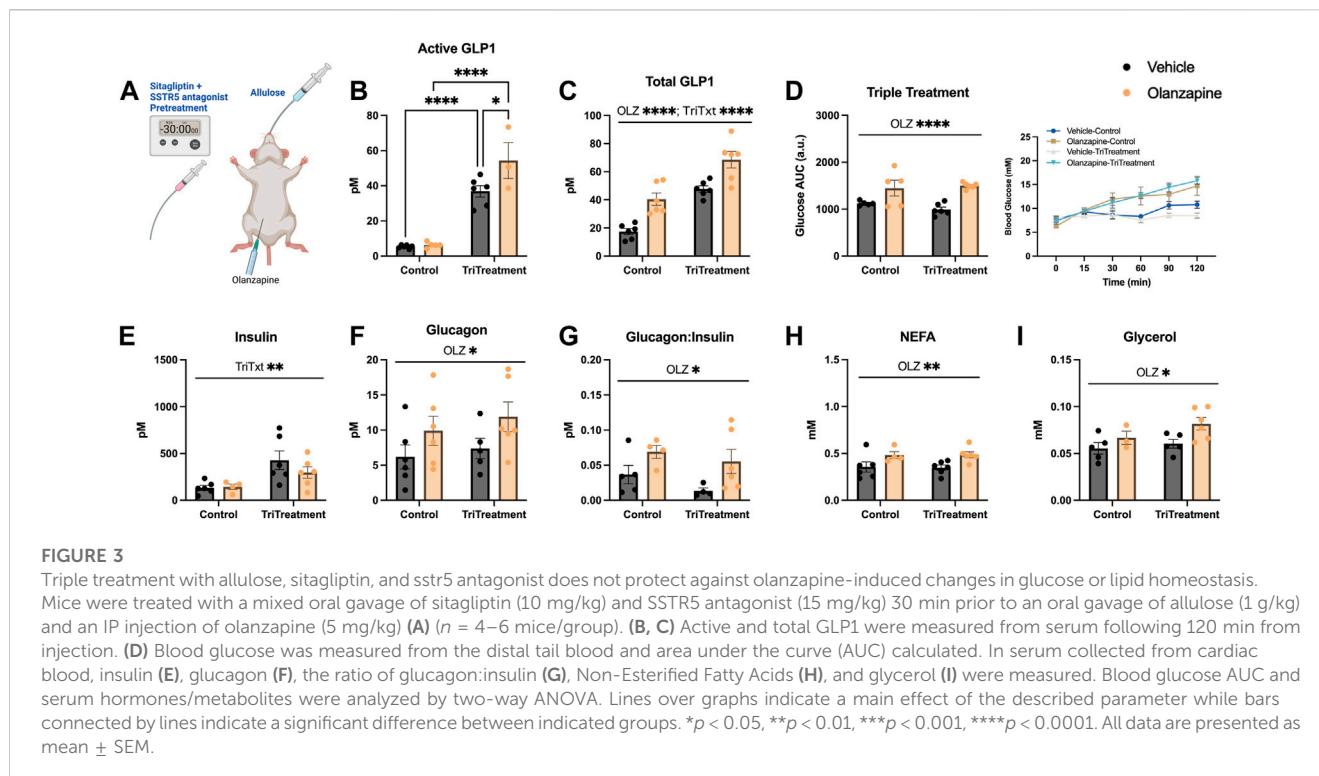 A
Sitagliptin +
SSTR5 antagonist
Pretreatment
-30:00
Allulose
Olanzapine
B
Active GLP1
****
****
*
pM
80
60
40
20
0
Control
TriTreatment
C
Total GLP1
OLZ ****; TriTxt ****
pM
100
80
60
40
20
0
Control
TriTreatment
D
Triple Treatment
OLZ ****
Glucose AUC (a.u.)
3000
2000
1000
0
Control
TriTreatment
Vehicle
Olanzapine
Vehicle-Control
Olanzapine-Control
Vehicle-TriTreatment
Olanzapine-TriTreatment
Blood Glucose (mM)
20
15
10
5
0
0 15 30 60 90 120
Time (min)
E
Insulin
TriTxt **
pM
1500
1000
500
0
Control
TriTreatment
F
Glucagon
OLZ *
pM
20
15
10
5
0
Control
TriTreatment
G
Glucagon:Insulin
OLZ *
pM
0.20
0.15
0.10
0.05
0.00
Control
TriTreatment
H
NEFA
OLZ **
mM
1.5
1.0
0.5
0.0
Control
TriTreatment
I
Glycerol
OLZ *
mM
0.15
0.10
0.05
0.00
Control
TriTreatment
FIGURE 3
Triple treatment with allulose, sitagliptin, and sstr5 antagonist does not protect against olanzapine-induced changes in glucose or lipid homeostasis.
Mice were treated with a mixed oral gavage of sitagliptin (10 mg/kg) and SSTR5 antagonist (15 mg/kg) 30 min prior to an oral gavage of allulose (1 g/kg)
and an IP injection of olanzapine (5 mg/kg) (A) (n = 4–6 mice/group). (B, C) Active and total GLP1 were measured from serum following 120 min from
injection. (D) Blood glucose was measured from the distal tail blood and area under the curve (AUC) calculated. In serum collected from cardiac
blood, insulin (E), glucagon (F), the ratio of glucagon:insulin (G), Non-Esterified Fatty Acids (H), and glycerol (I) were measured. Blood glucose AUC and
serum hormones/metabolites were analyzed by two-way ANOVA. Lines over graphs indicate a main effect of the described parameter while bars
connected by lines indicate a significant difference between indicated groups. *p < 0.05, **p < 0.01, ***p < 0.001, ****p < 0.0001. All data are presented as
mean ± SEM.